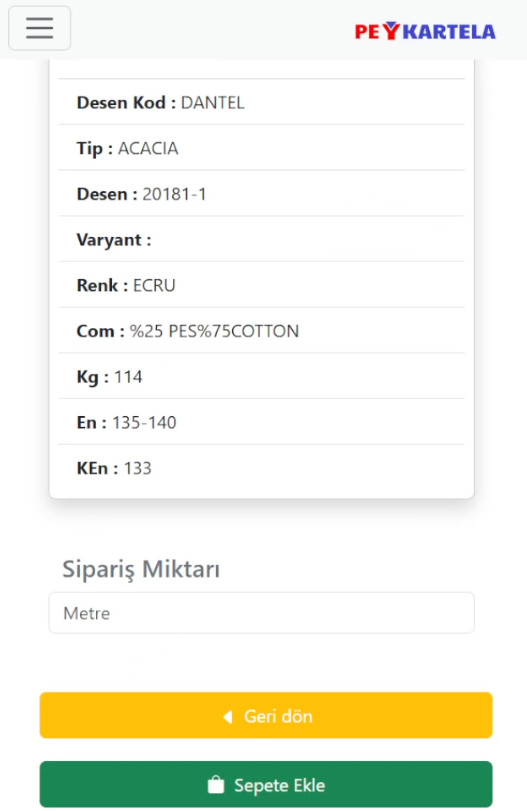 PEYKARTELA
Desen Kod : DANTEL
Tip : ACACIA
Desen : 20181-1
Varyant :
Renk : ECRU
Com : %25 PES%75COTTON
Kg : 114
En : 135-140
KEn : 133
Sipariş Miktarı
Metre
Geri dön
Sepete Ekle